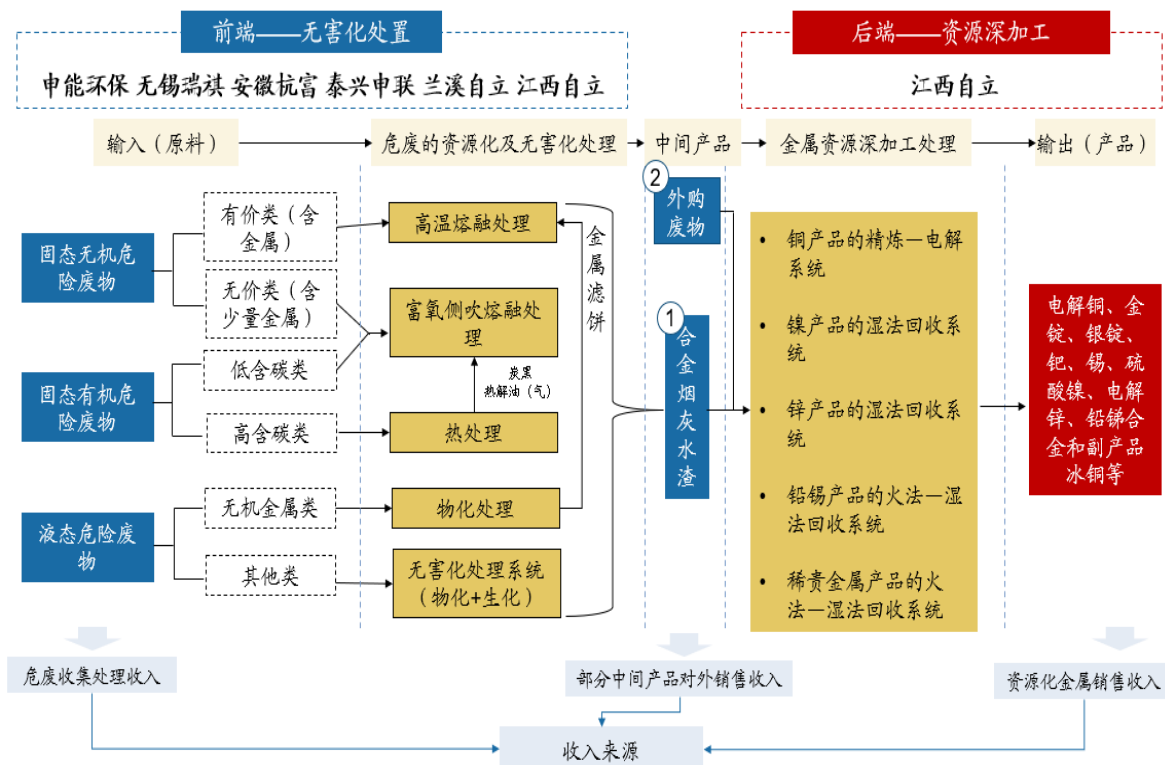 前端——无害化处置
后端——资源深加工
申能环保 无锡瑞祺 安徽杭富 泰兴申联 兰溪自立 江西自立
江西自立
输入（原料）
危废的资源化及无害化处理
中间产品
金属资源深加工处理
输出（产品）
固态无机危
险废物
有价类（含
金属）
无价类（含
少量金属）
固态有机危
险废物
低含碳类
高含碳类
液态危险废
物
无机金属类
其他类
高温熔融处理
富氧侧吹熔融处
理
炭黑
热解油（气）
热处理
物化处理
无害化处理系统
（物化+生化）
金
属
滤
饼
2
外购
废物
1
合
金
烟
灰
水
渣
• 铜产品的精炼—电解
系统
• 镍产品的湿法回收系
统
• 锌产品的湿法回收系
统
• 铅锡产品的火法—湿
法回收系统
• 稀贵金属产品的火
法—湿法回收系统
电解铜、金
锭、银锭、
钯、锡、硫
酸镍、电解
锌、铅锑合
金和副产品
冰铜等
危废收集处理收入
部分中间产品对外销售收入
资源化金属销售收入
收入来源